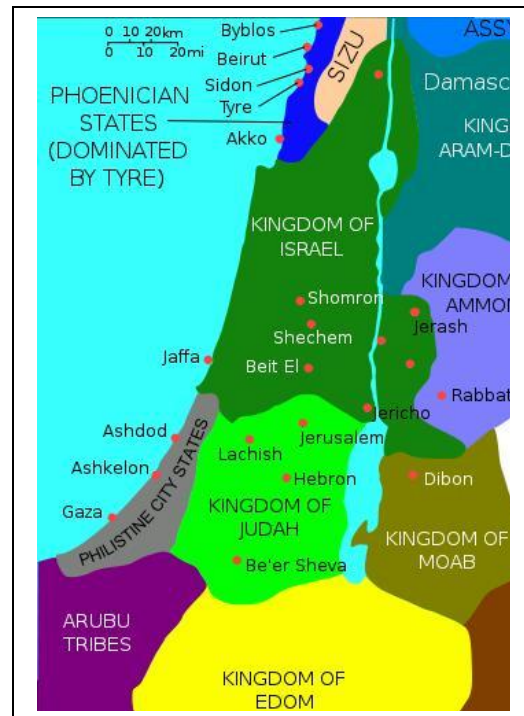 Byblos
0 10 20km
0 10 20mi
Beirut
Sidon
Tyre
SIZU
ASSY
Damasc
PHOENICIAN
STATES
(DOMINATED
BY TYRE)
Akko
KING
ARAM-D
KINGDOM OF
ISRAEL
KINGDOM
AMMON
Shomron
Shechem
Jerash
Jaffa
Beit El
Rabbat
Jericho
Ashdod
Jerusalem
Lachish
Ashkelon
Hebron
Dibon
Gaza
PHILISTINE CITY STATES
KINGDOM OF
JUDAH
KINGDOM OF
MOAB
Be'er Sheva
ARUBU
TRIBES
KINGDOM OF
EDOM